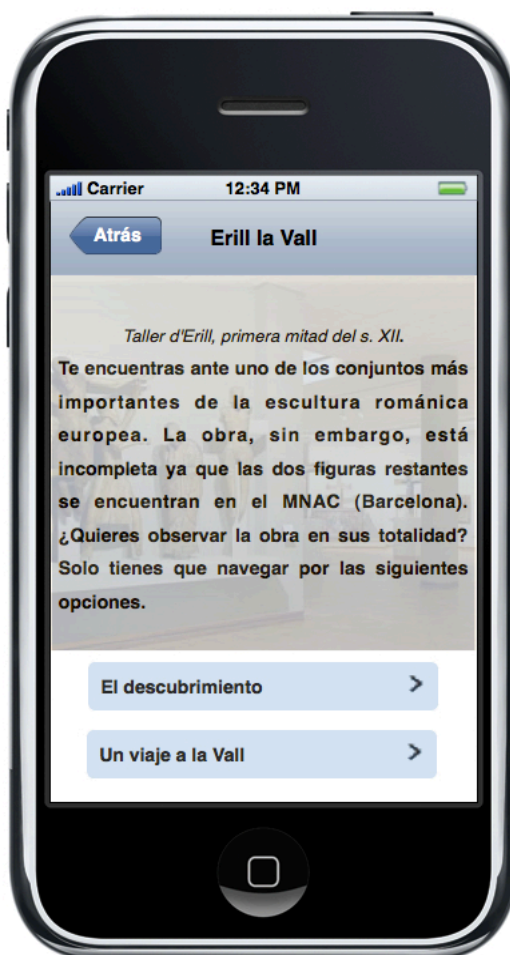 Carrier
12:34 PM
Atrás
Erill la Vall
Taller d'Erill, primera mitad del s. XII.
Te encuentras ante uno de los conjuntos más
importantes de la escultura románica
europea. La obra, sin embargo, está
incompleta ya que las dos figuras restantes
se encuentran en el MNAC (Barcelona).
¿Quieres observar la obra en sus totalidad?
Solo tienes que navegar por las siguientes
opciones.
El descubrimiento
Un viaje a la Vall